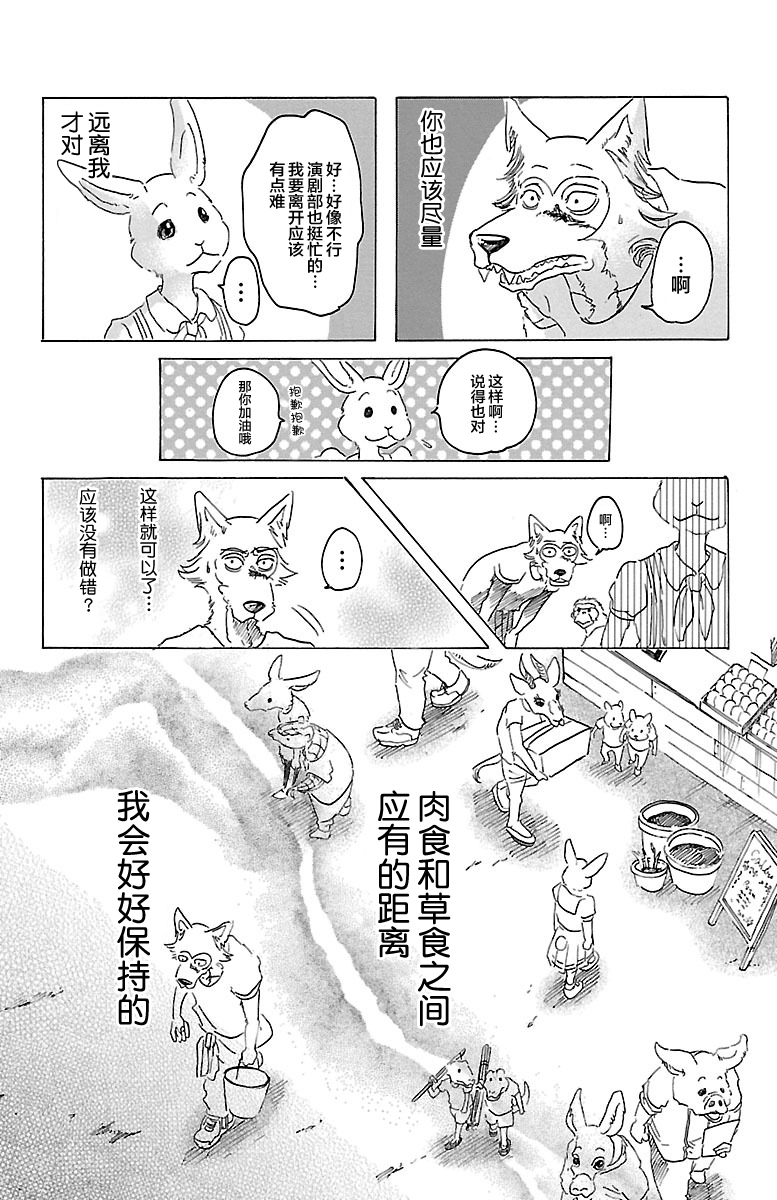 你也应该尽量
…啊
远离我
才对
好…好像不行
演剧部也挺忙的…
我要离开应该
有点难
…
这样啊…
说得也对
抱歉抱歉
那你加油哦
啊…
…
这样就可以了…
应该没有做错？
肉食和草食之间
应有的距离
我会好好保持的